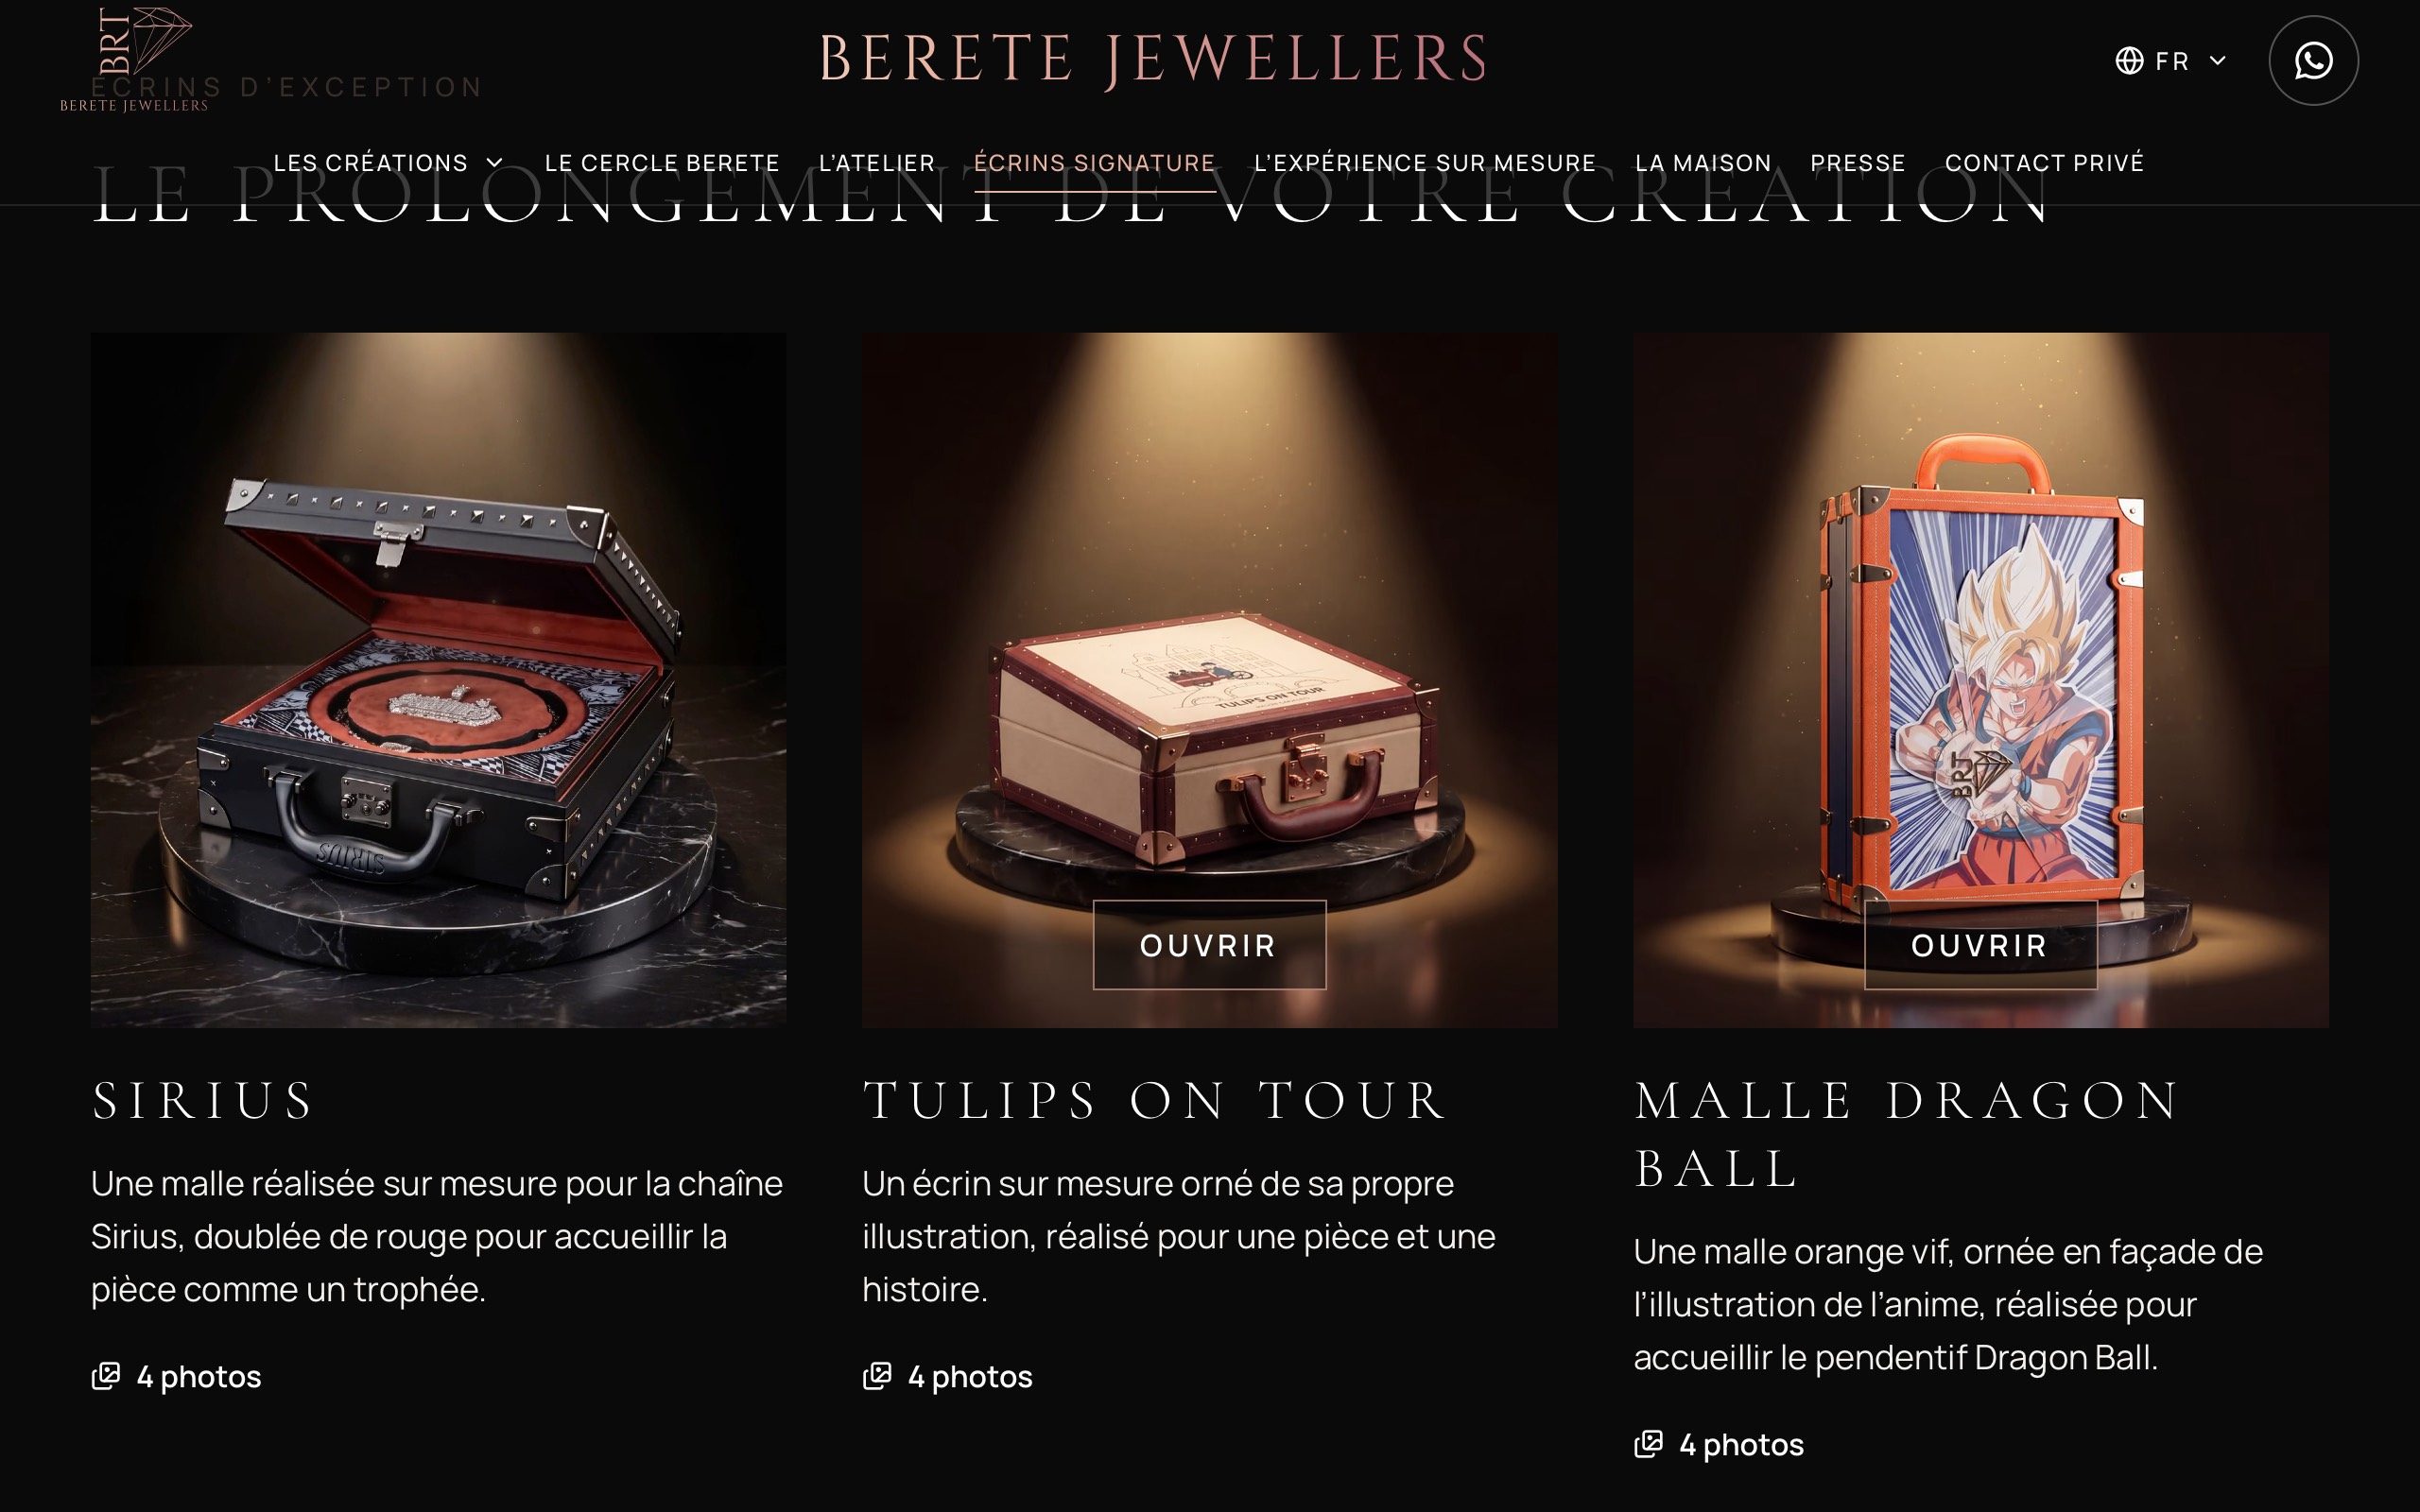 BRT
BERETE JEWELLERS
BERETE JEWELLERS
FR
ÉCRINS D’EXCEPTION
LES CRÉATIONS
LE CERCLE BERETE
L’ATELIER
ÉCRINS SIGNATURE
L’EXPÉRIENCE SUR MESURE
LA MAISON
PRESSE
CONTACT PRIVÉ
LE PROLONGEMENT DE VOTRE CRÉATION
SIRIUS
TULIPS ON TOUR
BRT
OUVRIR
OUVRIR
SIRIUS
Une malle réalisée sur mesure pour la chaîne
Sirius, doublée de rouge pour accueillir la
pièce comme un trophée.
4 photos
TULIPS ON TOUR
Un écrin sur mesure orné de sa propre
illustration, réalisé pour une pièce et une
histoire.
4 photos
MALLE DRAGON
BALL
Une malle orange vif, ornée en façade de
l’illustration de l’anime, réalisée pour
accueillir le pendentif Dragon Ball.
4 photos